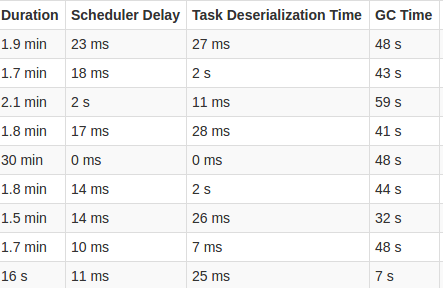 Duration Scheduler Delay Task Deserialization Time GC Time
1.9 min 23 ms 27 ms 48 s
1.7 min 18 ms 2 s 43 s
2.1 min 2 s 11 ms 59 s
1.8 min 17 ms 28 ms 41 s
30 min 0 ms 0 ms 48 s
1.8 min 14 ms 2 s 44 s
1.5 min 14 ms 26 ms 32 s
1.7 min 10 ms 7 ms 48 s
16 s 11 ms 25 ms 7 s